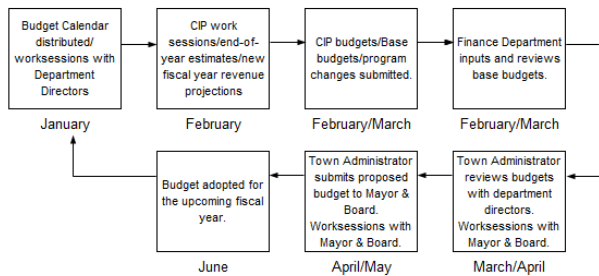 Budget Calendar
distributed/
worksessions with
Department
Directors
January
CIP work
sessions/end-of-
year estimates/new
fiscal year revenue
projections
February
CIP budgets/Base
budgets/program
changes submitted.
February/March
Finance Department
inputs and reviews
base budgets.
February/March
Town Administrator
reviews budgets
with department
directors.
Worksessions with
Mayor & Board.
March/April
Town Administrator
submits proposed
budget to Mayor &
Board.
Worksessions with
Mayor & Board.
April/May
Budget adopted for
the upcoming fiscal
year.
June